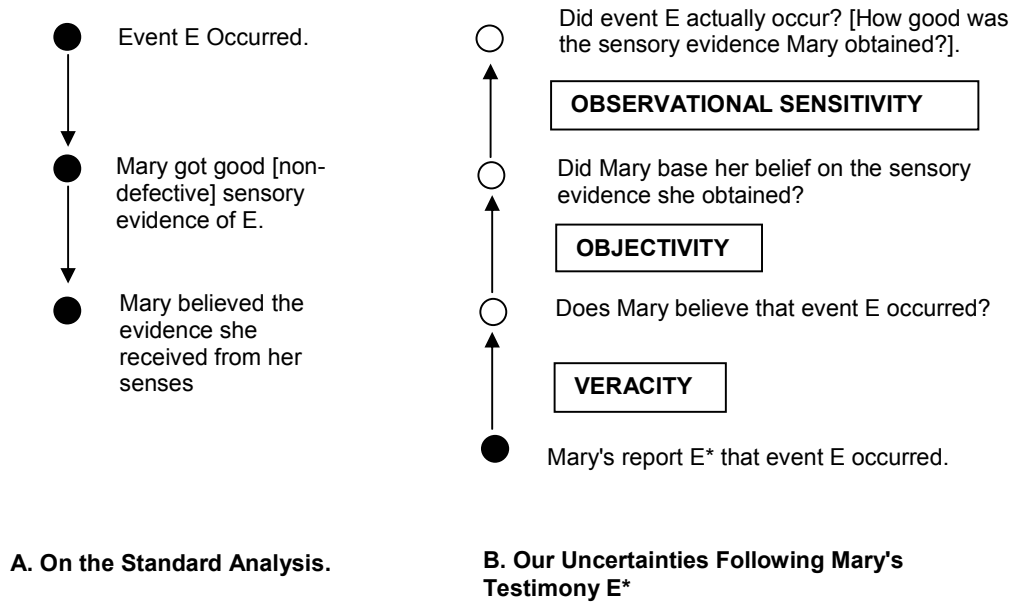 Event E Occurred.
Mary got good [non-
defective] sensory
evidence of E.
Mary believed the
evidence she
received from her
senses
A. On the Standard Analysis.
Did event E actually occur? [How good was
the sensory evidence Mary obtained?].
OBSERVATIONAL SENSITIVITY
Did Mary base her belief on the sensory
evidence she obtained?
OBJECTIVITY
Does Mary believe that event E occurred?
VERACITY
Mary's report E* that event E occurred.
B. Our Uncertainties Following Mary's
Testimony E*